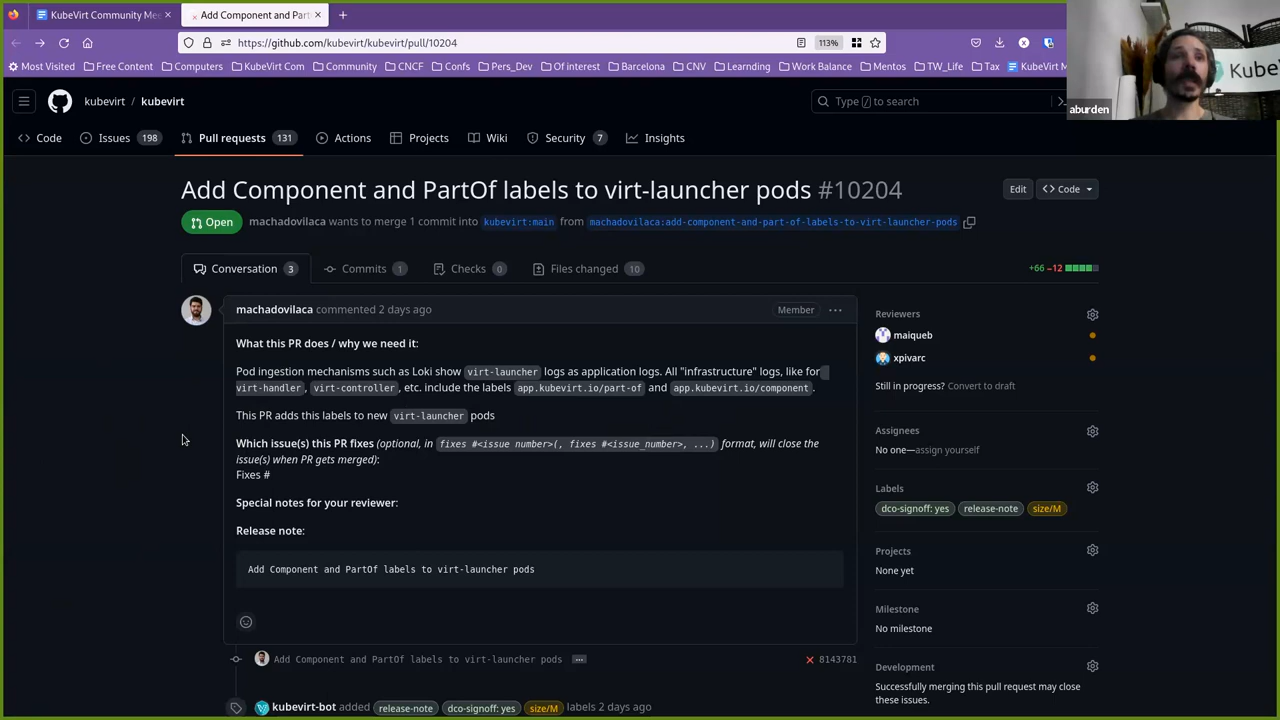 KubeVirt Community Mee
Add Component and Part
https://github.com/kubevirt/kubevirt/pull/10204
113%
Most Visited
Free Content
Computers
KubeVirt Com
Community
CNCF
Confs
Pers_Dev
Of interest
Barcelona
CNV
Learnding
Work Balance
Mentos
TW_Life
Tax
KubeVirt M
KubeV
aburden
kubevirt / kubevirt
Type / to search
Code
Issues 198
Pull requests 131
Actions
Projects
Wiki
Security 7
Insights
Add Component and PartOf labels to virt-launcher pods #10204
Edit
Code
Open
machadovilaca wants to merge 1 commit into kubevirt:main from machadovilaca:add-component-and-part-of-labels-to-virt-launcher-pods
Conversation 3
Commits 1
Checks 0
Files changed 10
+66 −12
machadovilaca commented 2 days ago
Member
What this PR does / why we need it:
Pod ingestion mechanisms such as Loki show virt-launcher logs as application logs. All "infrastructure" logs, like for
virt-handler, virt-controller, etc. include the labels app.kubevirt.io/part-of and app.kubevirt.io/component.
This PR adds this labels to new virt-launcher pods
Which issue(s) this PR fixes (optional, in fixes #<issue number>(, fixes #<issue_number>, ...) format, will close the
issue(s) when PR gets merged):
Fixes #
Special notes for your reviewer:
Release note:
Add Component and PartOf labels to virt-launcher pods
Add Component and PartOf labels to virt-launcher pods
8143781
kubevirt-bot added release-note dco-signoff: yes size/M labels 2 days ago
Reviewers
maiqueb
xpivarc
Still in progress? Convert to draft
Assignees
No one—assign yourself
Labels
dco-signoff: yes
release-note
size/M
Projects
None yet
Milestone
No milestone
Development
Successfully merging this pull request may close
these issues.